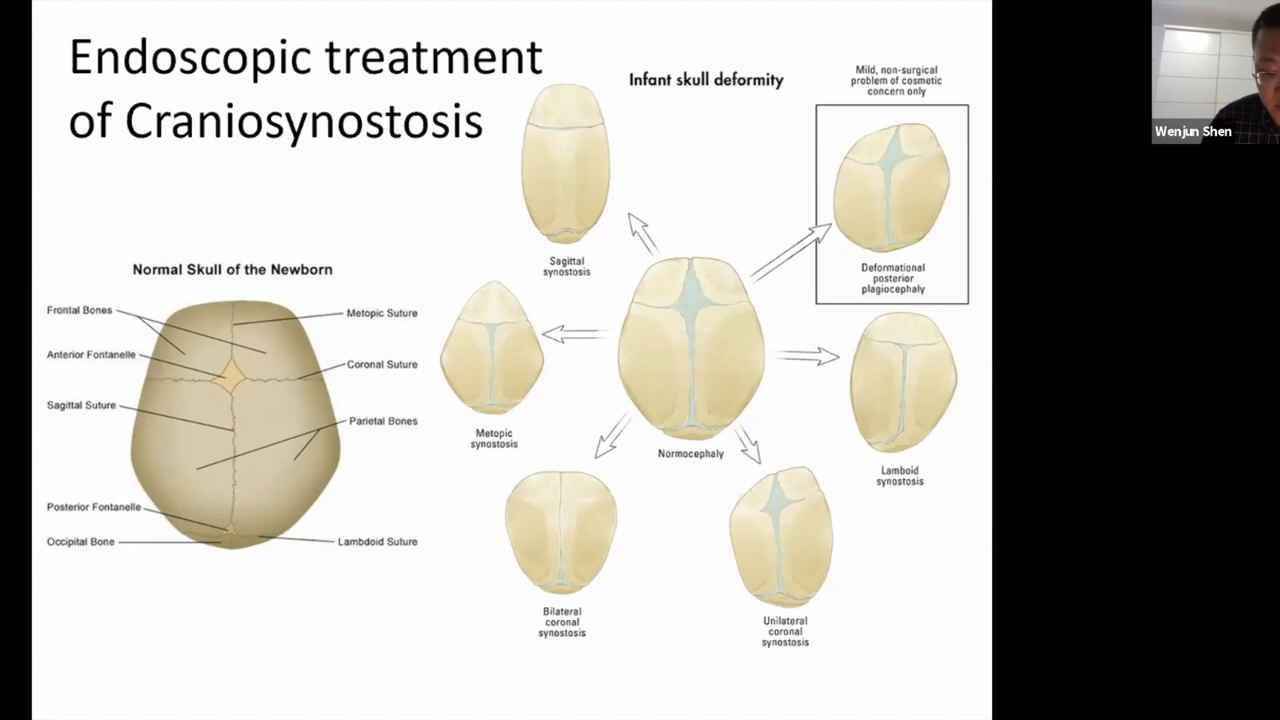 Endoscopic treatment
of Craniosynostosis
Infant skull deformity
Mild, non-surgical
problem of cosmetic
concern only
Wenjun Shen
Sagittal
synostosis
Deformational
posterior
plagiocephaly
Normal Skull of the Newborn
Frontal Bones
Metopic Suture
Anterior Fontanelle
Coronal Suture
Sagittal Suture
Parietal Bones
Posterior Fontanelle
Occipital Bone
Lambdoid Suture
Metopic
synostosis
Normocephaly
Lamboid
synostosis
Bilateral
coronal
synostosis
Unilateral
coronal
synostosis